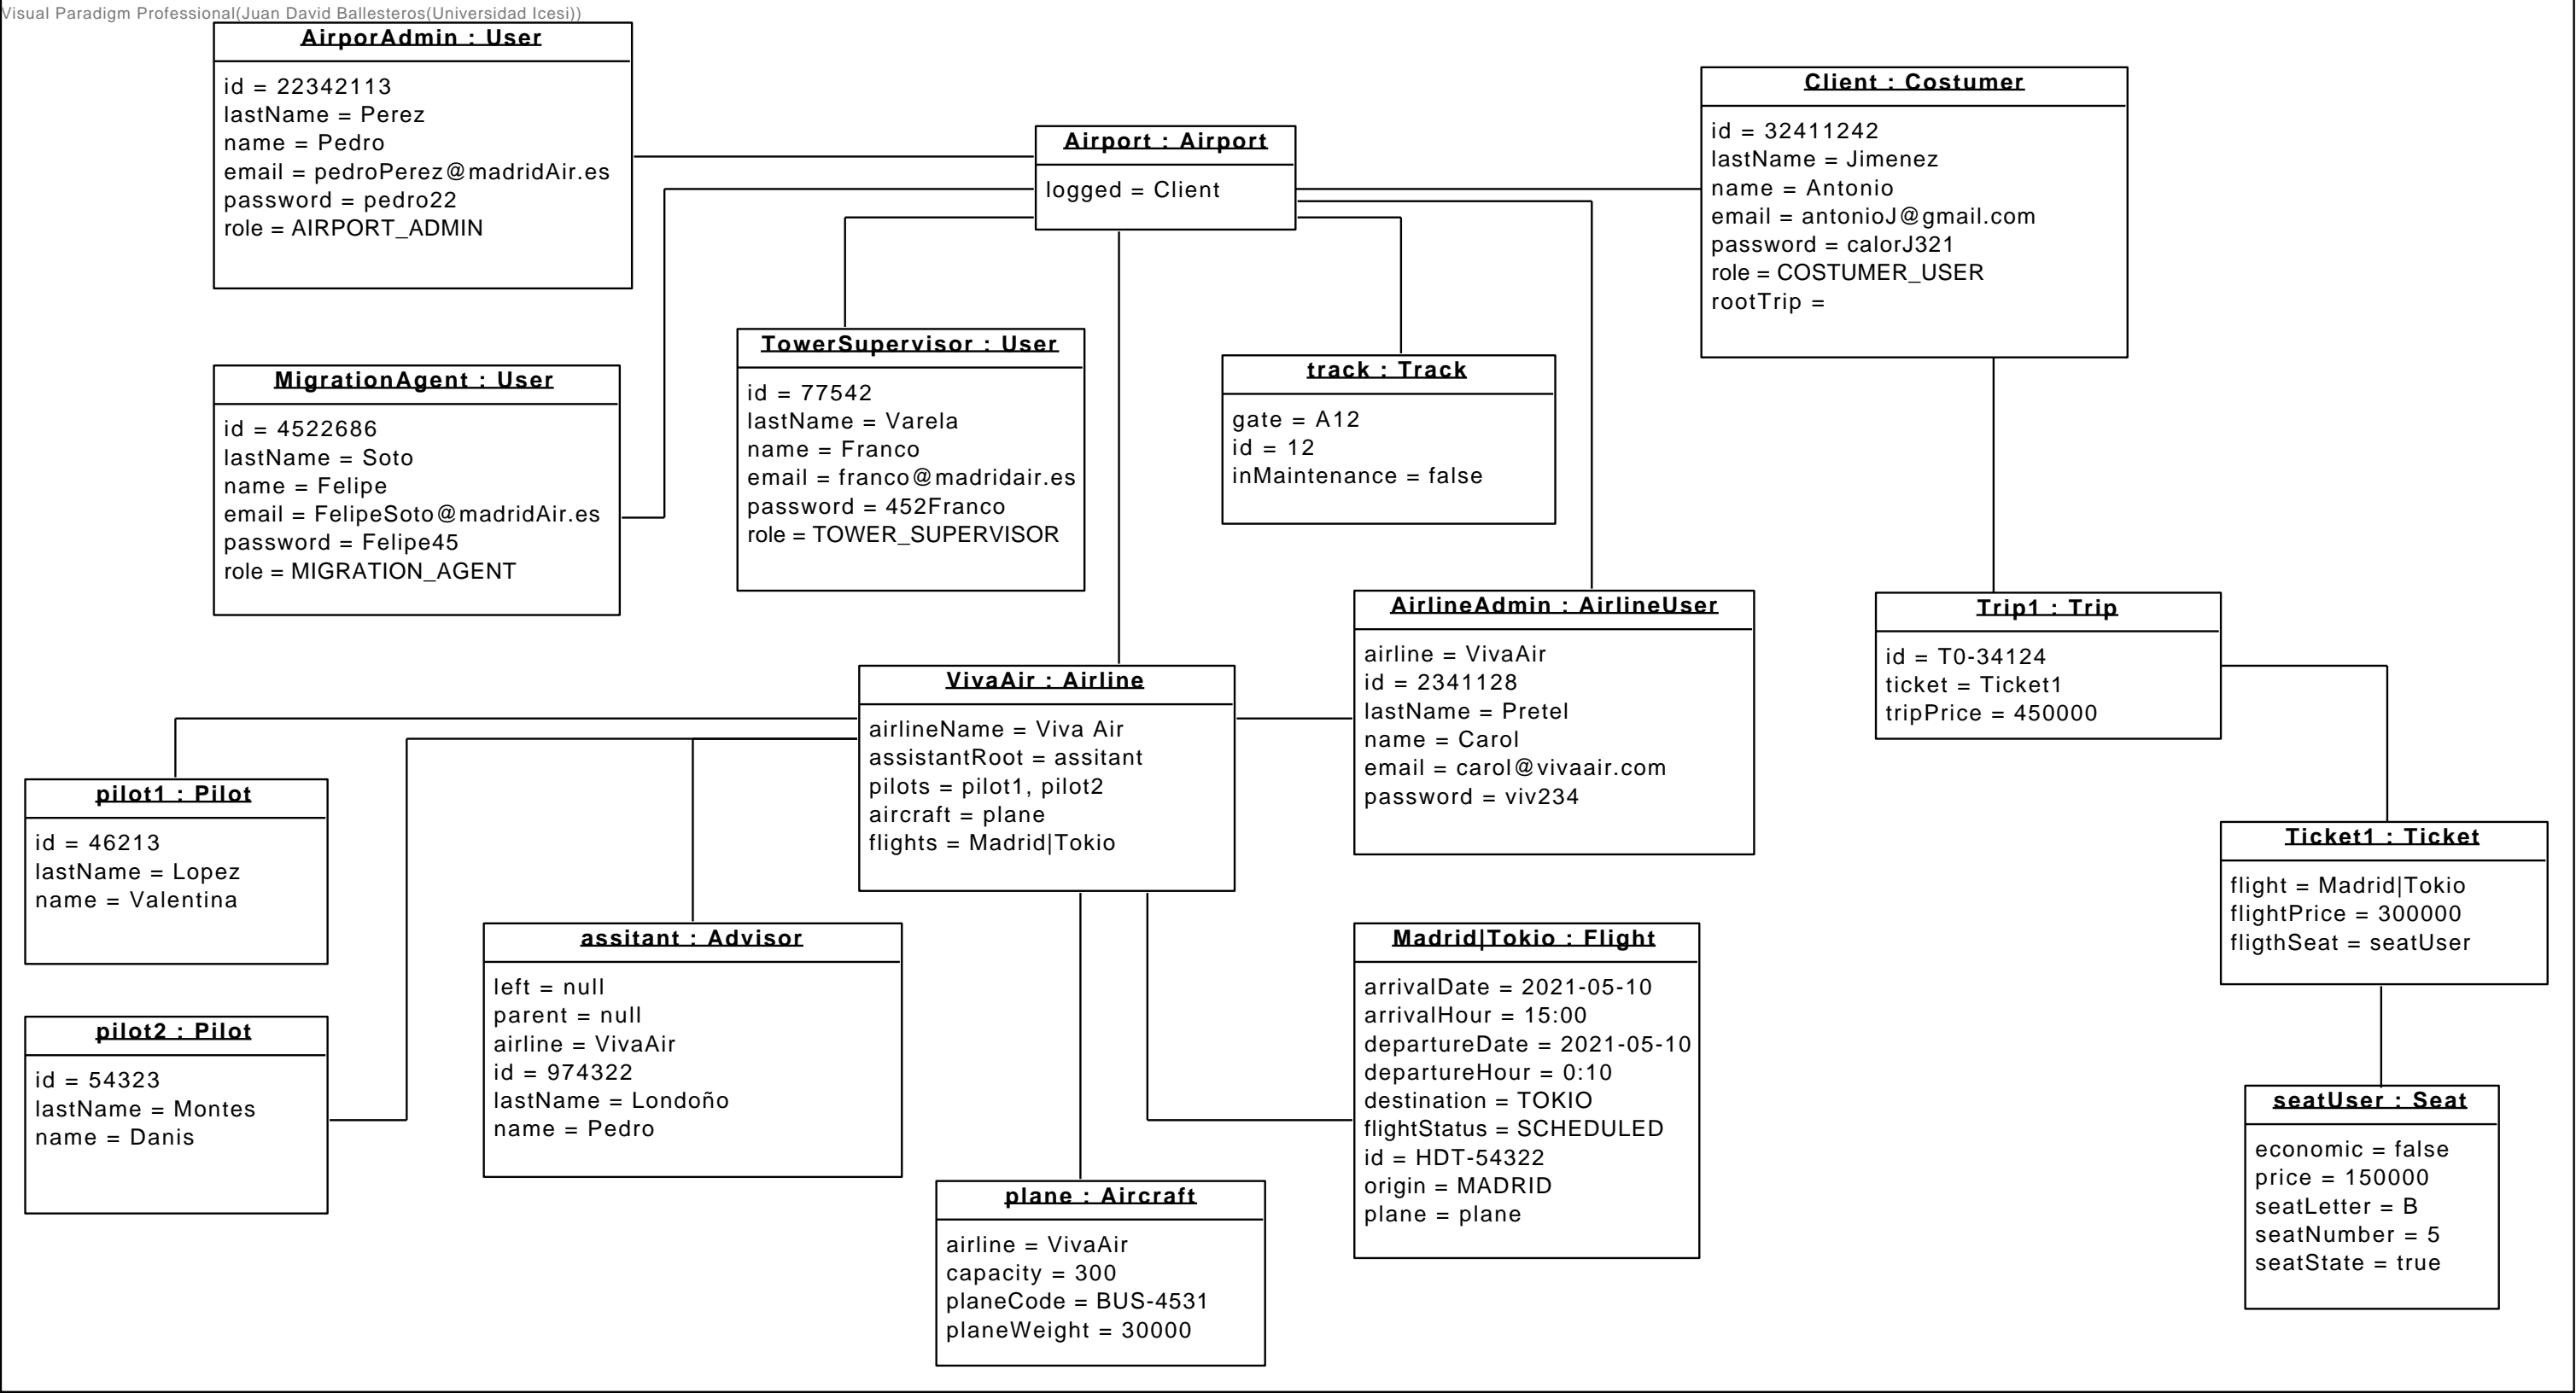 Visual Paradigm Professional(Juan David Ballesteros(Universidad Icesi))
AirporAdmin : User
id = 22342113
lastName = Perez
name = Pedro
email = pedroPerez@madridAir.es
password = pedro22
role = AIRPORT_ADMIN
Airport : Airport
logged = Client
Client : Costumer
id = 32411242
lastName = Jimenez
name = Antonio
email = antonioJ@gmail.com
password = calorJ321
role = COSTUMER_USER
rootTrip =
MigrationAgent : User
id = 4522686
lastName = Soto
name = Felipe
email = FelipeSoto@madridAir.es
password = Felipe45
role = MIGRATION_AGENT
TowerSupervisor : User
id = 77542
lastName = Varela
name = Franco
email = franco@madridair.es
password = 452Franco
role = TOWER_SUPERVISOR
track : Track
gate = A12
id = 12
inMaintenance = false
AirlineAdmin : AirlineUser
airline = VivaAir
id = 2341128
lastName = Pretel
name = Carol
email = carol@vivaair.com
password = viv234
Trip1 : Trip
id = T0-34124
ticket = Ticket1
tripPrice = 450000
VivaAir : Airline
airlineName = Viva Air
assistantRoot = assitant
pilots = pilot1, pilot2
aircraft = plane
flights = Madrid|Tokio
pilot1 : Pilot
id = 46213
lastName = Lopez
name = Valentina
Ticket1 : Ticket
flight = Madrid|Tokio
flightPrice = 300000
fligthSeat = seatUser
assitant : Advisor
left = null
parent = null
airline = VivaAir
id = 974322
lastName = Londoño
name = Pedro
Madrid|Tokio : Flight
arrivalDate = 2021-05-10
arrivalHour = 15:00
departureDate = 2021-05-10
departureHour = 0:10
destination = TOKIO
flightStatus = SCHEDULED
id = HDT-54322
origin = MADRID
plane = plane
pilot2 : Pilot
id = 54323
lastName = Montes
name = Danis
seatUser : Seat
economic = false
price = 150000
seatLetter = B
seatNumber = 5
seatState = true
plane : Aircraft
airline = VivaAir
capacity = 300
planeCode = BUS-4531
planeWeight = 30000